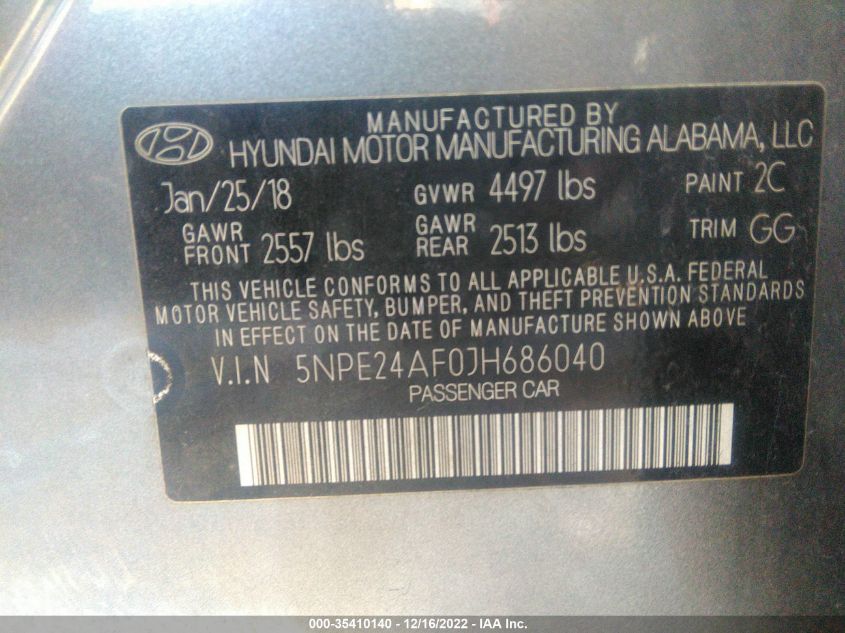 MANUFACTURED BY
HYUNDAI MOTOR MANUFACTURING ALABAMA, LLC
Jan/25/18 GVWR 4497 lbs PAINT 2C
GAWR FRONT 2557 lbs GAWR REAR 2513 lbs TRIM GG
THIS VEHICLE CONFORMS TO ALL APPLICABLE U.S.A. FEDERAL
MOTOR VEHICLE SAFETY, BUMPER, AND THEFT PREVENTION STANDARDS
IN EFFECT ON THE DATE OF MANUFACTURE SHOWN ABOVE
V.I.N 5NPE24AF0JH686040
PASSENGER CAR
000-35410140 - 12/16/2022 - IAA Inc.